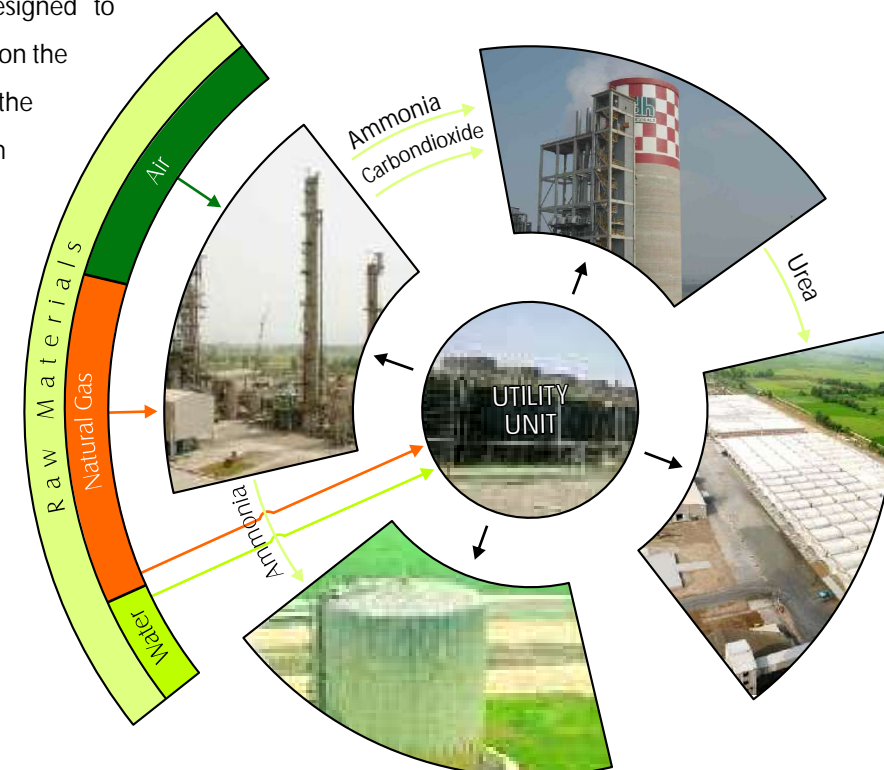 esigned to
on the
the
n
Raw Materials
Air
Natural Gas
Water
Ammonia
Carbondioxide
Urea
UTILITY
UNIT
Ammonia